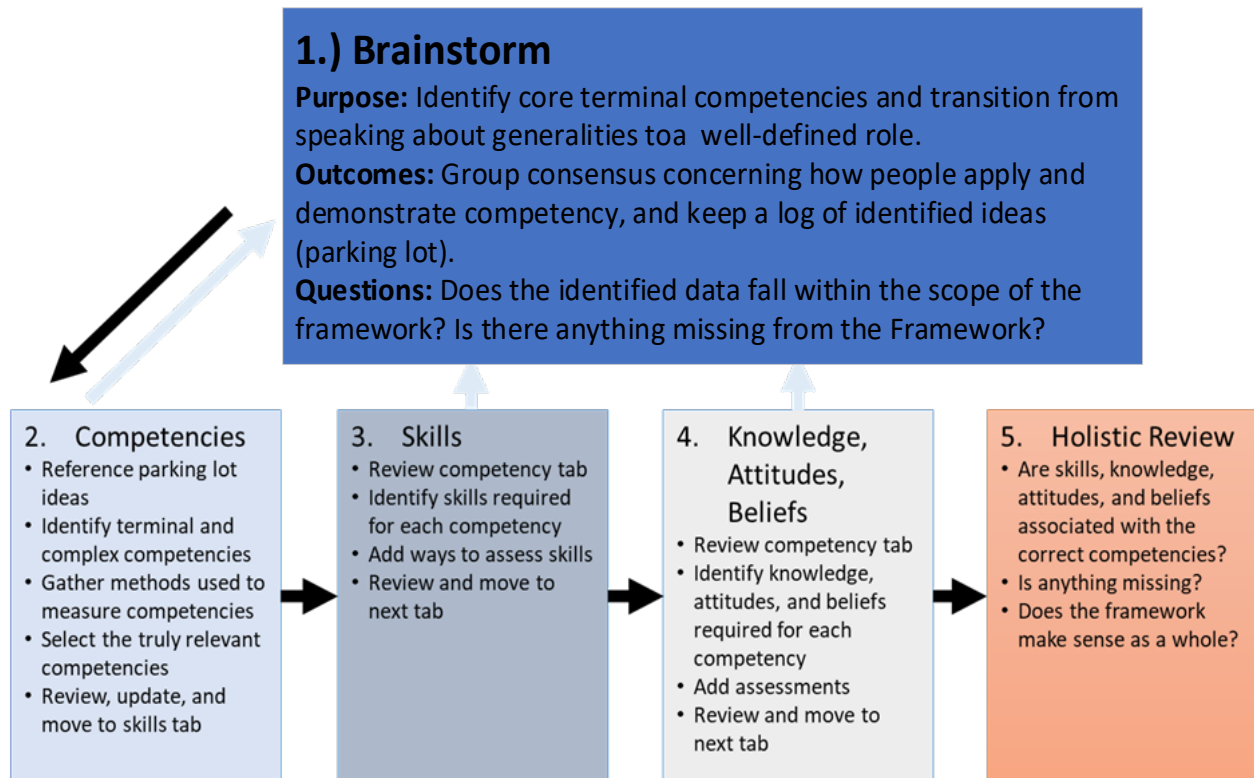 1.) Brainstorm
Purpose: Identify core terminal competencies and transition from
speaking about generalities toa  well-defined role.
Outcomes: Group consensus concerning how people apply and
demonstrate competency, and keep a log of identified ideas
(parking lot).
Questions: Does the identified data fall within the scope of the
framework? Is there anything missing from the Framework?
2. Competencies
• Reference parking lot
ideas
• Identify terminal and
complex competencies
• Gather methods used to
measure competencies
• Select the truly relevant
competencies
• Review, update, and
move to skills tab
3. Skills
• Review competency tab
• Identify skills required
for each competency
• Add ways to assess skills
• Review and move to
next tab
4. Knowledge,
Attitudes,
Beliefs
• Review competency tab
• Identify knowledge,
attitudes, and beliefs
required for each
competency
• Add assessments
• Review and move to
next tab
5. Holistic Review
• Are skills, knowledge,
attitudes, and beliefs
associated with the
correct competencies?
• Is anything missing?
• Does the framework
make sense as a whole?